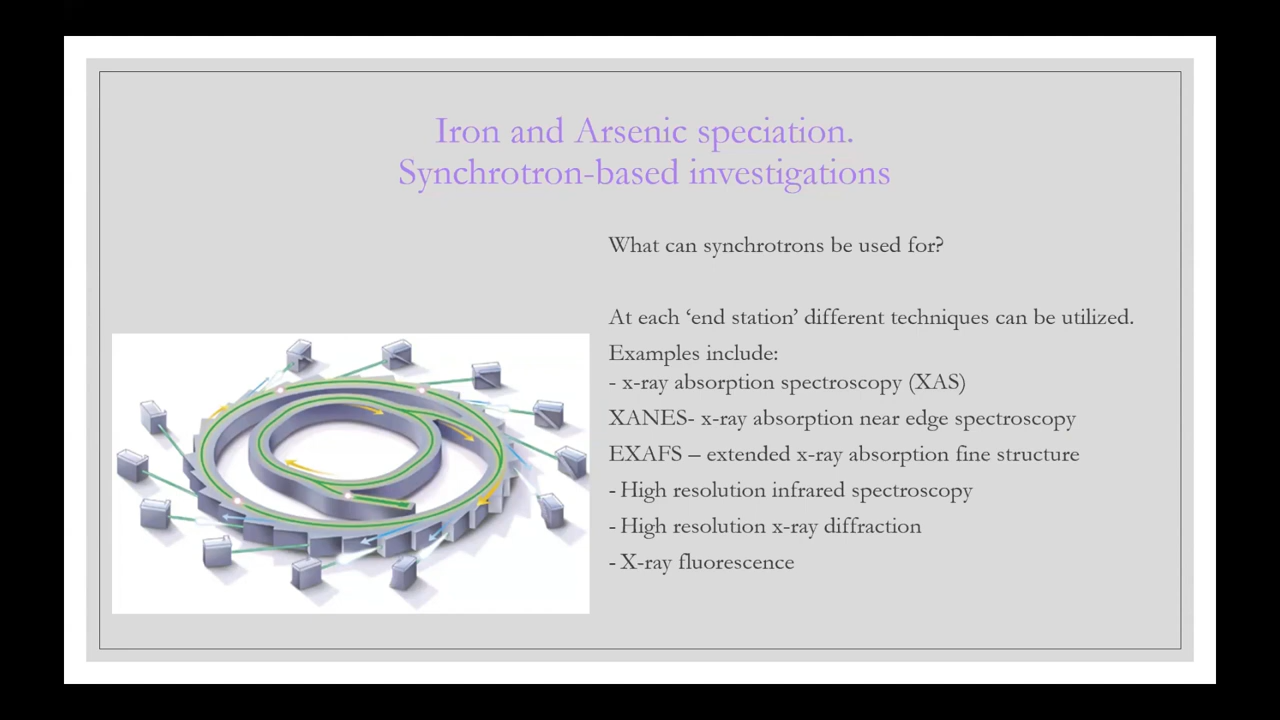 Iron and Arsenic speciation.
Synchrotron-based investigations
What can synchrotrons be used for?
At each ‘end station’ different techniques can be utilized.
Examples include:
- x-ray absorption spectroscopy (XAS)
XANES- x-ray absorption near edge spectroscopy
EXAFS – extended x-ray absorption fine structure
- High resolution infrared spectroscopy
- High resolution x-ray diffraction
- X-ray fluorescence